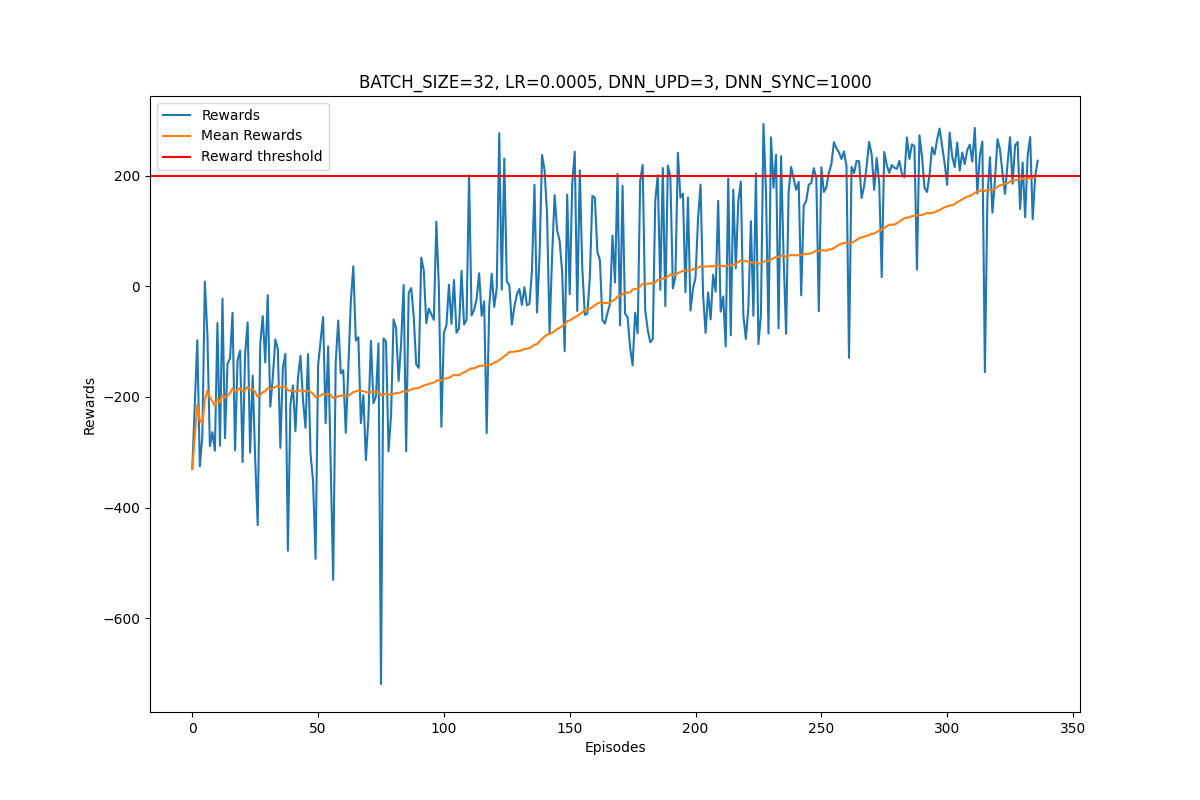 BATCH_SIZE=32, LR=0.0005, DNN_UPD=3, DNN_SYNC=1000
Rewards
Mean Rewards
Reward threshold
200
0
−200
−400
−600
Rewards
0 50 100 150 200 250 300 350
Episodes